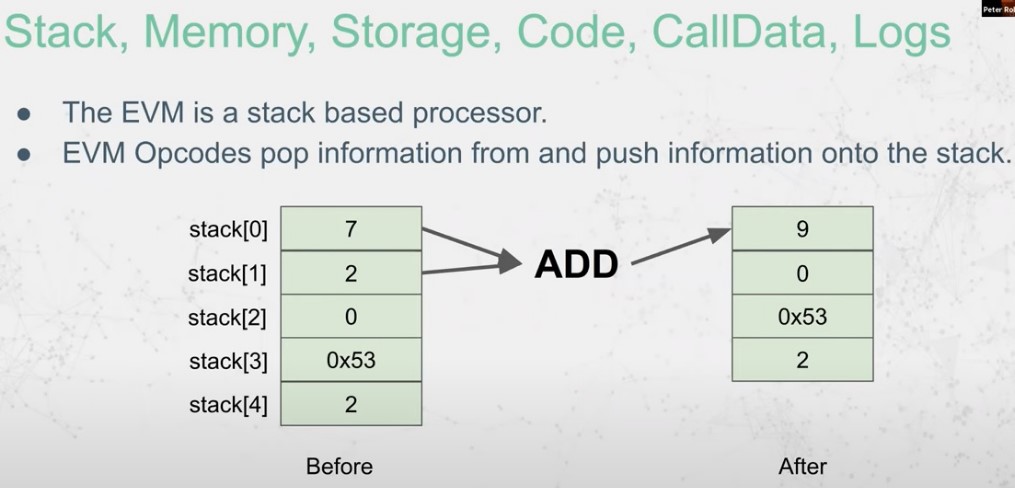 Peter Ro
Stack, Memory, Storage, Code, CallData, Logs
● The EVM is a stack based processor.
● EVM Opcodes pop information from and push information onto the stack.
stack[0] 7 9
stack[1] 2 ADD 0
stack[2] 0 0x53
stack[3] 0x53 2
stack[4] 2
Before After